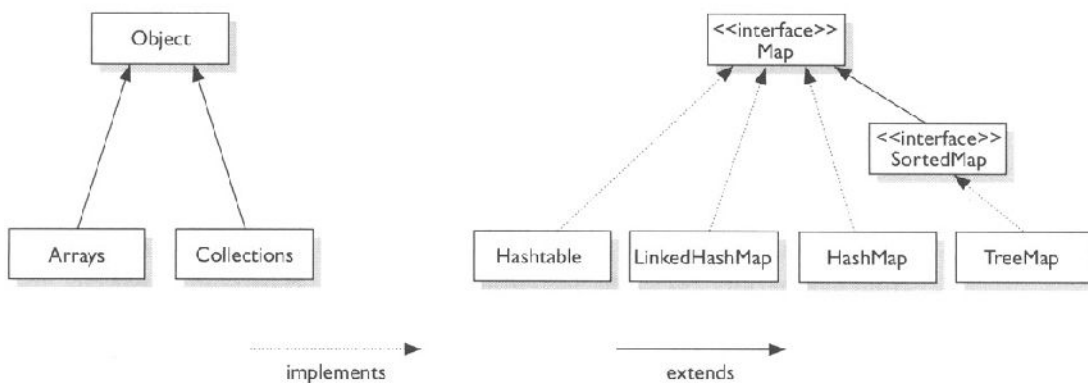 Object
<<interface>>
Map
<<interface>>
SortedMap
Arrays
Collections
Hashtable
LinkedHashMap
HashMap
TreeMap
implements
extends